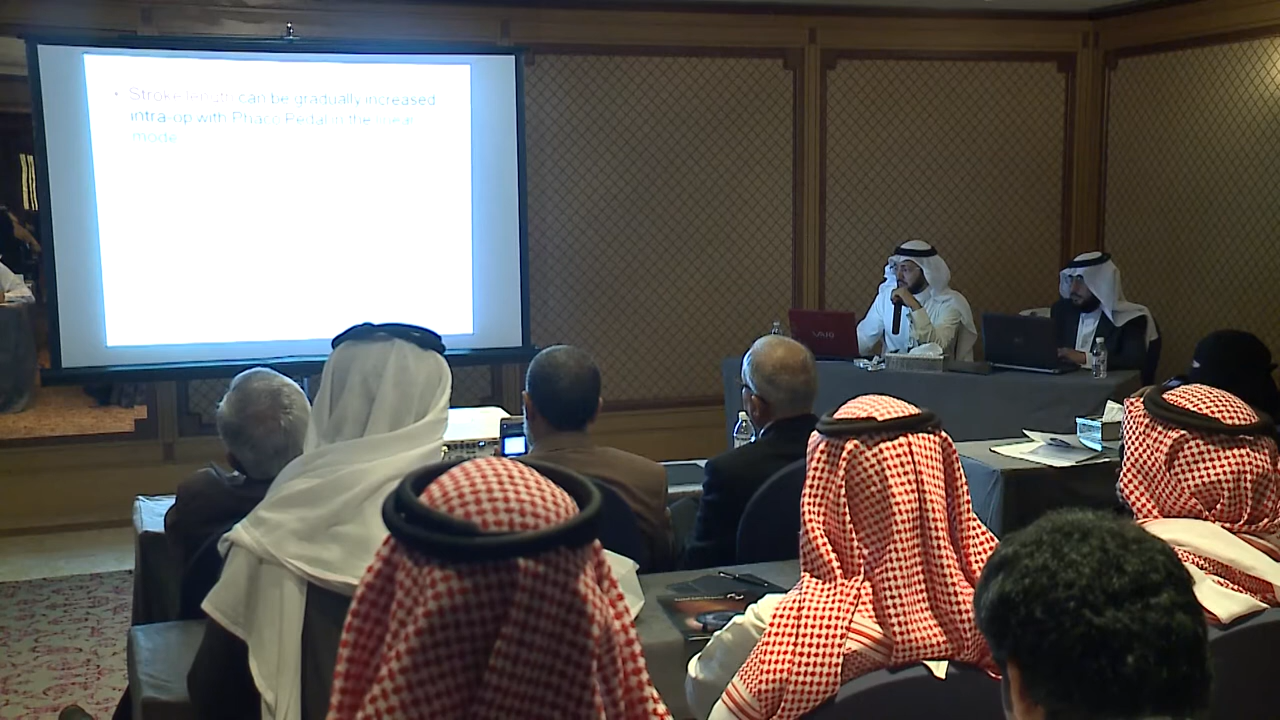 • Stroke length can be gradually increased
intra-op with Phaco Pedal in the linear
mode
VAIO